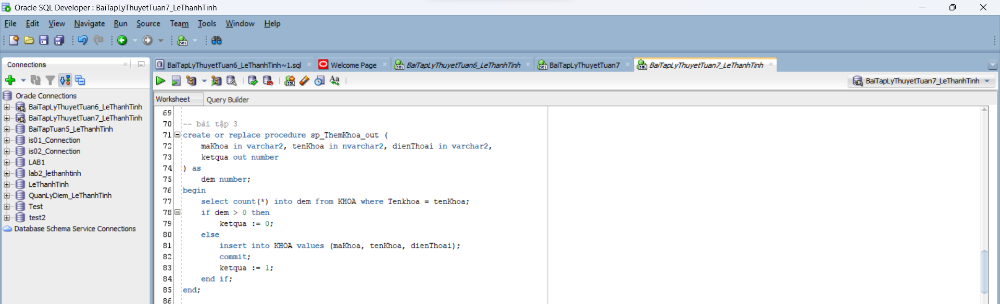 Oracle SQL Developer : BaiTapLyThuyetTuan7_LeThanhTinh
File Edit View Navigate Run Source Team Tools Window Help
Connections
BaiTapLyThuyetTuan6_LeThanhTinh~1.sql
Welcome Page
BaiTapLyThuyetTuan6_LeThanhTinh
BaiTapLyThuyetTuan7
BaiTapLyThuyetTuan7_LeThanhTinh
BaiTapLyThuyetTuan7_LeThanhTinh
Oracle Connections
BaiTapLyThuyetTuan6_LeThanhTinh
BaiTapLyThuyetTuan7_LeThanhTinh
BaiTapTuan5_LeThanhTinh
is01_Connection
is02_Connection
LAB1
lab2_lethanhtinh
LeThanhTinh
QuanLyDiem_LeThanhTinh
Test
test2
Database Schema Service Connections
Worksheet Query Builder
69
70 -- bài tập 3
71 create or replace procedure sp_ThemKhoa_out (
72 maKhoa in varchar2, tenKhoa in nvarchar2, dienThoai in varchar2,
73 ketqua out number
74 ) as
75 dem number;
76 begin
77 select count(*) into dem from KHOA where Tenkhoa = tenKhoa;
78 if dem > 0 then
79 ketqua := 0;
80 else
81 insert into KHOA values (maKhoa, tenKhoa, dienThoai);
82 commit;
83 ketqua := 1;
84 end if;
85 end;
86